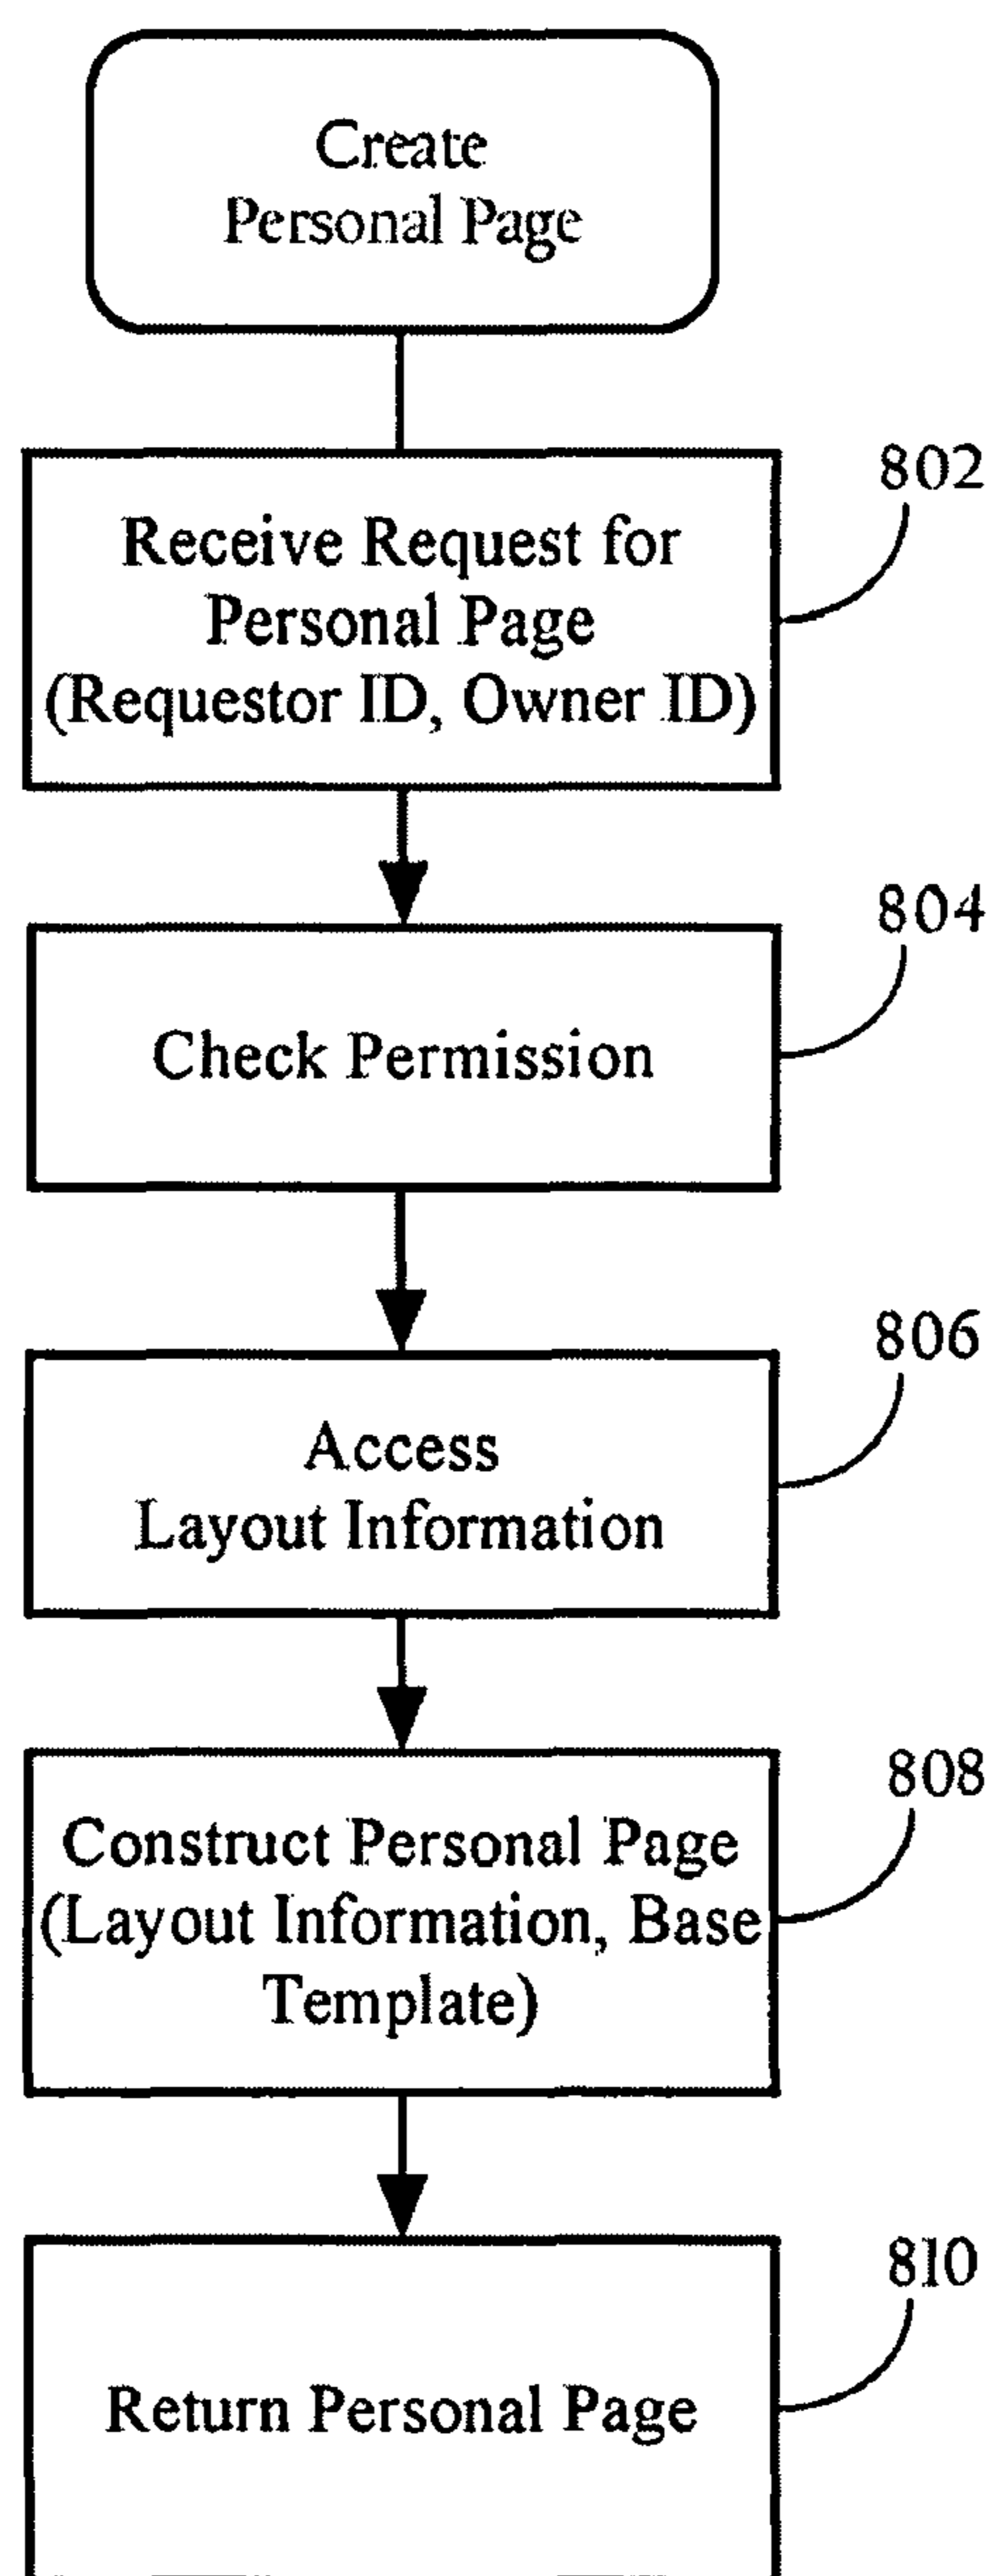 Create
Personal Page
802
Receive Request for
Personal Page
(Requestor ID, Owner ID)
804
Check Permission
806
Access
Layout Information
808
Construct Personal Page
(Layout Information, Base
Template)
810
Return Personal Page